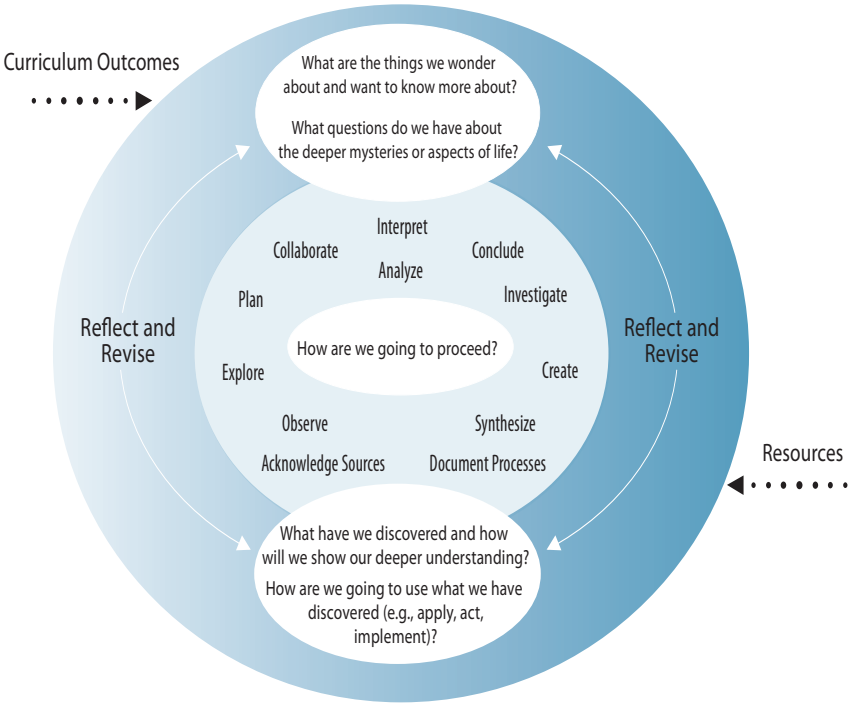 Curriculum Outcomes
What are the things we wonder
about and want to know more about?
What questions do we have about
the deeper mysteries or aspects of life?
Interpret
Collaborate
Conclude
Analyze
Plan
Investigate
Reflect and
Revise
How are we going to proceed?
Reflect and
Revise
Explore
Create
Observe
Synthesize
Acknowledge Sources
Document Processes
Resources
What have we discovered and how
will we show our deeper understanding?
How are we going to use what we have
discovered (e.g., apply, act,
implement)?